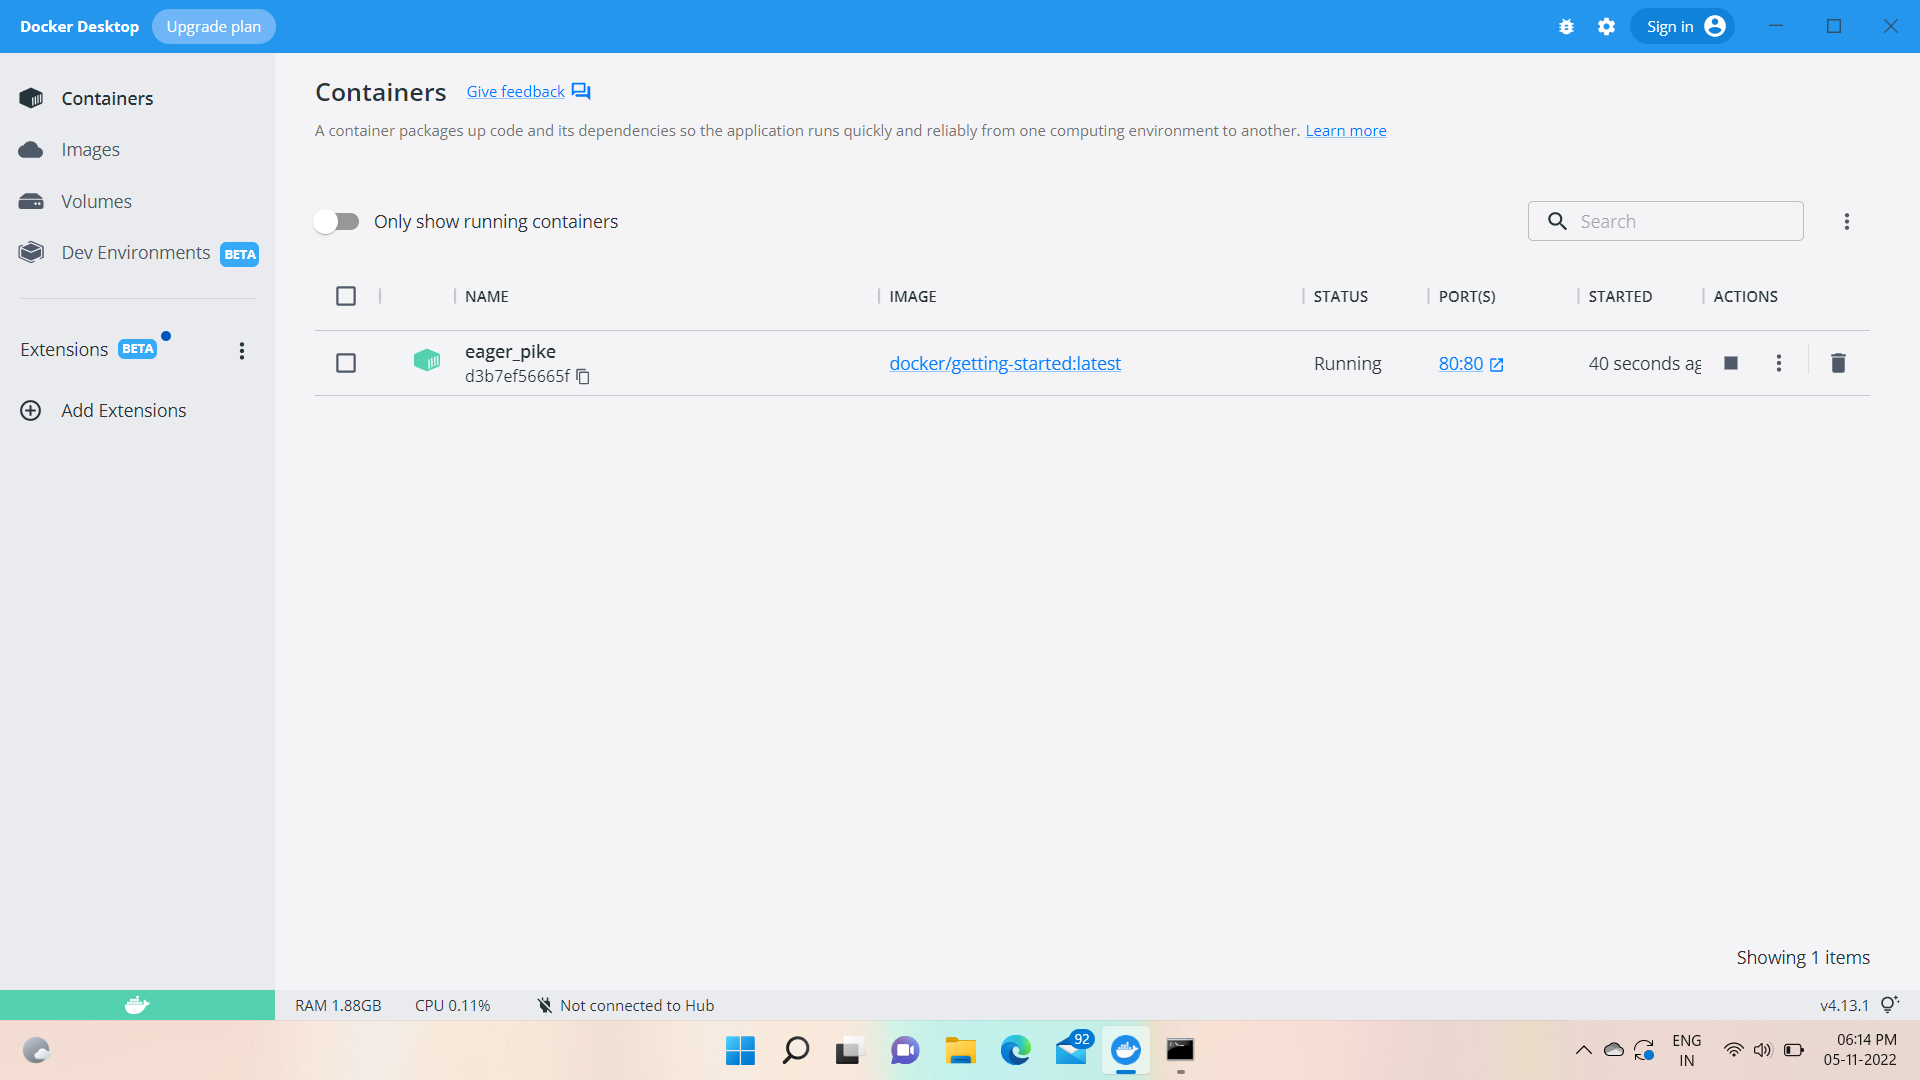 Docker Desktop Upgrade plan Sign in
Containers
Images
Volumes
Dev Environments BETA
Extensions BETA
Add Extensions
Containers Give feedback
A container packages up code and its dependencies so the application runs quickly and reliably from one computing environment to another. Learn more
Only show running containers Search
NAME IMAGE STATUS PORT(S) STARTED ACTIONS
eager_pike
d3b7ef56665f docker/getting-started:latest Running 80:80 40 seconds ag
Showing 1 items
RAM 1.88GB CPU 0.11% Not connected to Hub v4.13.1
92
ENG
IN
06:14 PM
05-11-2022